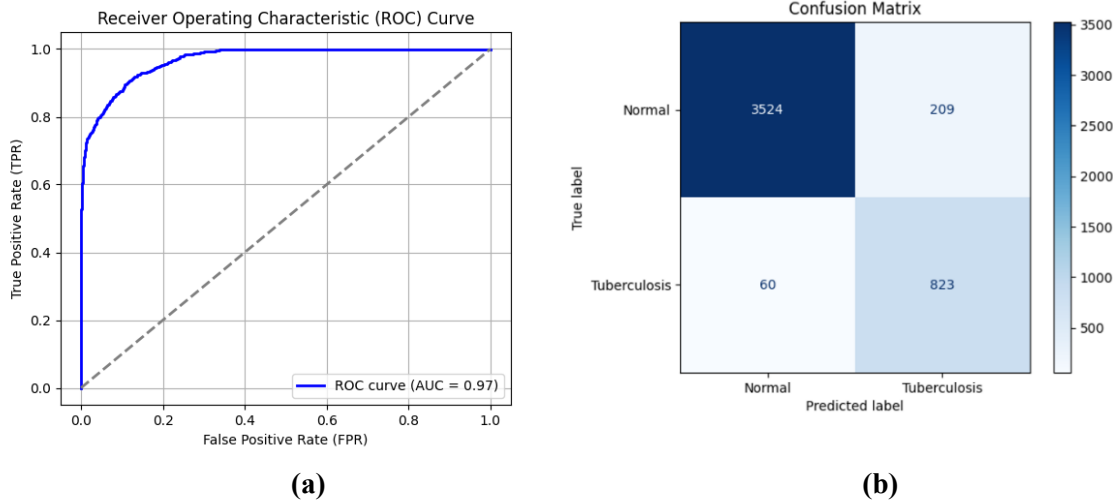 Receiver Operating Characteristic (ROC) Curve
1.0
0.8
0.6
0.4
0.2
0.0
True Positive Rate (TPR)
ROC curve (AUC = 0.97)
0.0 0.2 0.4 0.6 0.8 1.0
False Positive Rate (FPR)
(a)
Confusion Matrix
Normal
Tuberculosis
True label
3524 209
60 823
Normal Tuberculosis
Predicted label
3500
3000
2500
2000
1500
1000
500
(b)